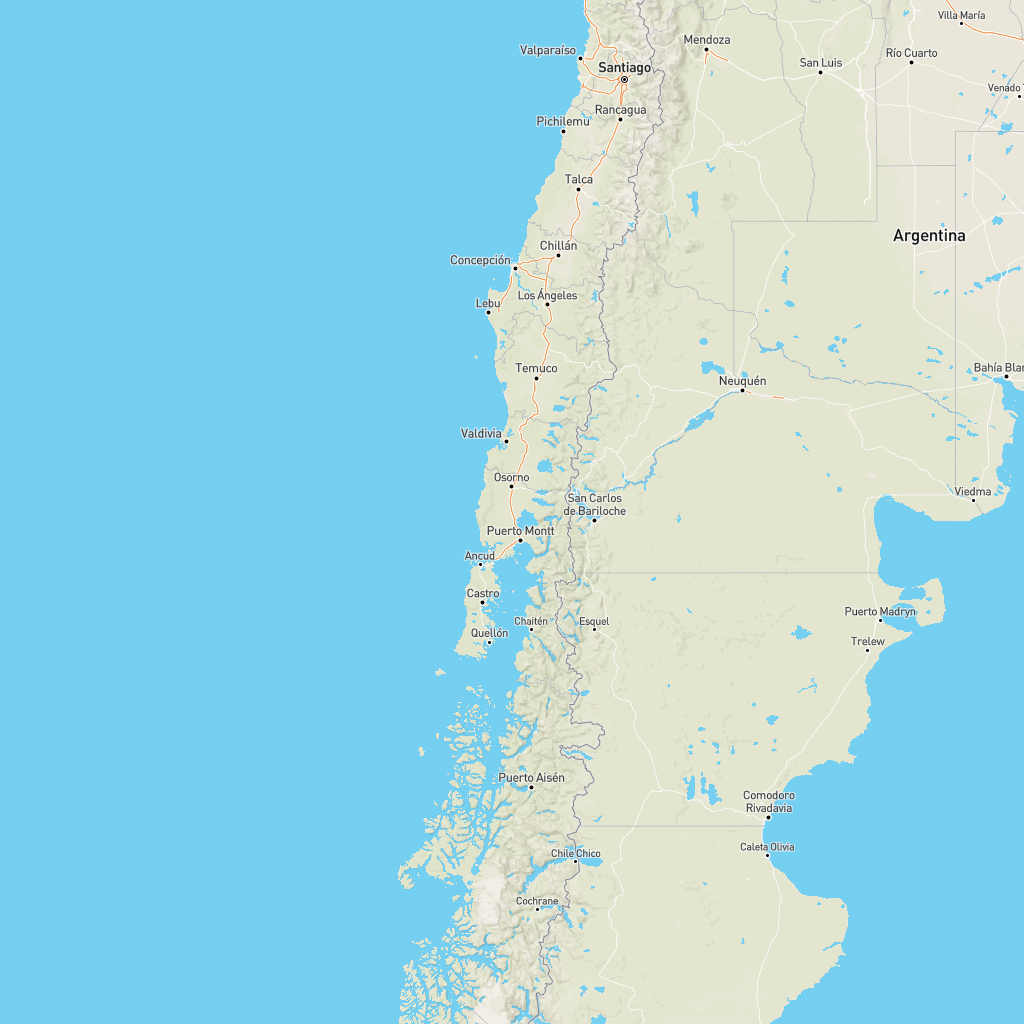 Villa María
Mendoza
Valparaíso
Río Cuarto
San Luis
Santiago
Venado T
Rancagua
Pichilemu
Talca
Argentina
Chillán
Concepción
Los Ángeles
Lebu
Temuco
Bahía Blan
Neuquén
Valdivia
Osorno
Viedma
San Carlos
de Bariloche
Puerto Montt
Ancud
Castro
Puerto Madryn
Chaitén
Esquel
Quellón
Trelew
Puerto Aisén
Comodoro
Rivadavia
Caleta Olivia
Chile Chico
Cochrane